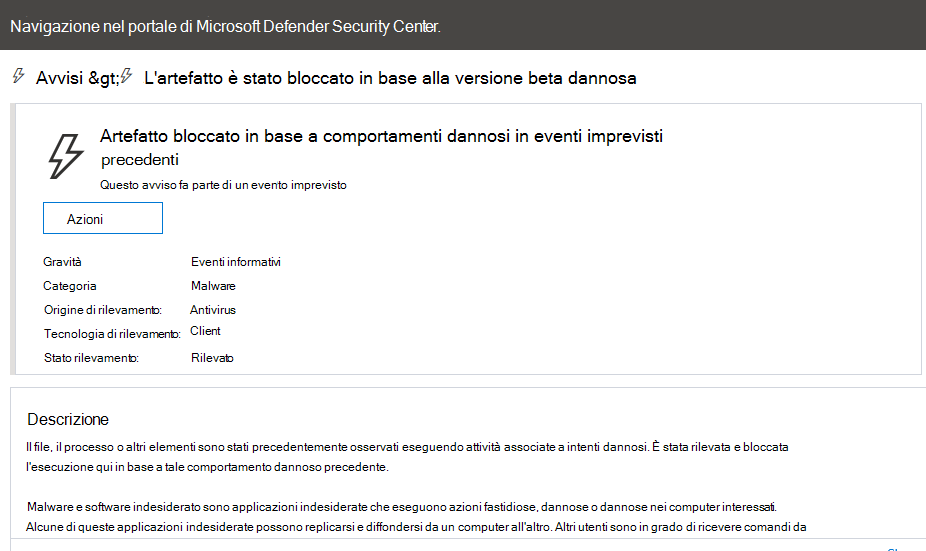 Navigazione nel portale di Microsoft Defender Security Center.
Avvisi &gt; L'artefatto è stato bloccato in base alla versione beta dannosa
Artefatto bloccato in base a comportamenti dannosi in eventi imprevisti
precedenti
Questo avviso fa parte di un evento imprevisto
Azioni
Gravità Eventi informativi
Categoria Malware
Origine di rilevamento: Antivirus
Tecnologia di rilevamento: Client
Stato rilevamento: Rilevato
Descrizione
Il file, il processo o altri elementi sono stati precedentemente osservati eseguendo attività associate a intenti dannosi. È stata rilevata e bloccata
l'esecuzione qui in base a tale comportamento dannoso precedente.
Malware e software indesiderato sono applicazioni indesiderate che eseguono azioni fastidiose, dannose o dannose nei computer interessati.
Alcune di queste applicazioni indesiderate possono replicarsi e diffondersi da un computer all'altro. Altri utenti sono in grado di ricevere comandi da